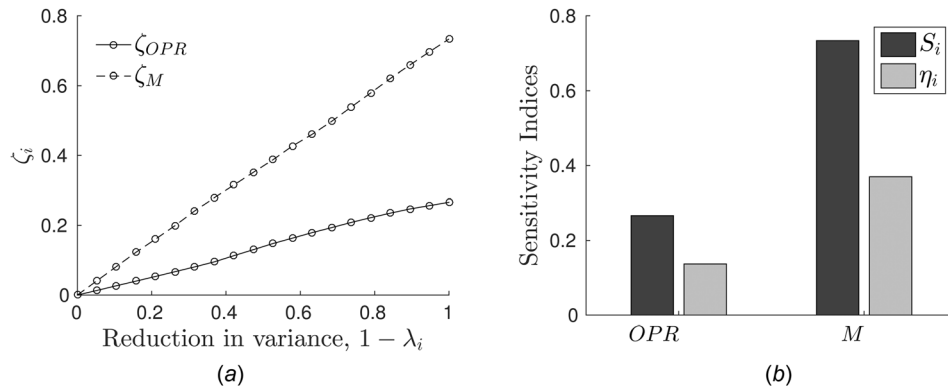 0.8
0.6
0.4
0.2
0
ζ_i
ζ_OPR
ζ_M
0 0.2 0.4 0.6 0.8 1
Reduction in variance, 1 − λ_i
(a)
0.8
0.6
0.4
0.2
0
Sensitivity Indices
S_i
η_i
OPR M
(b)